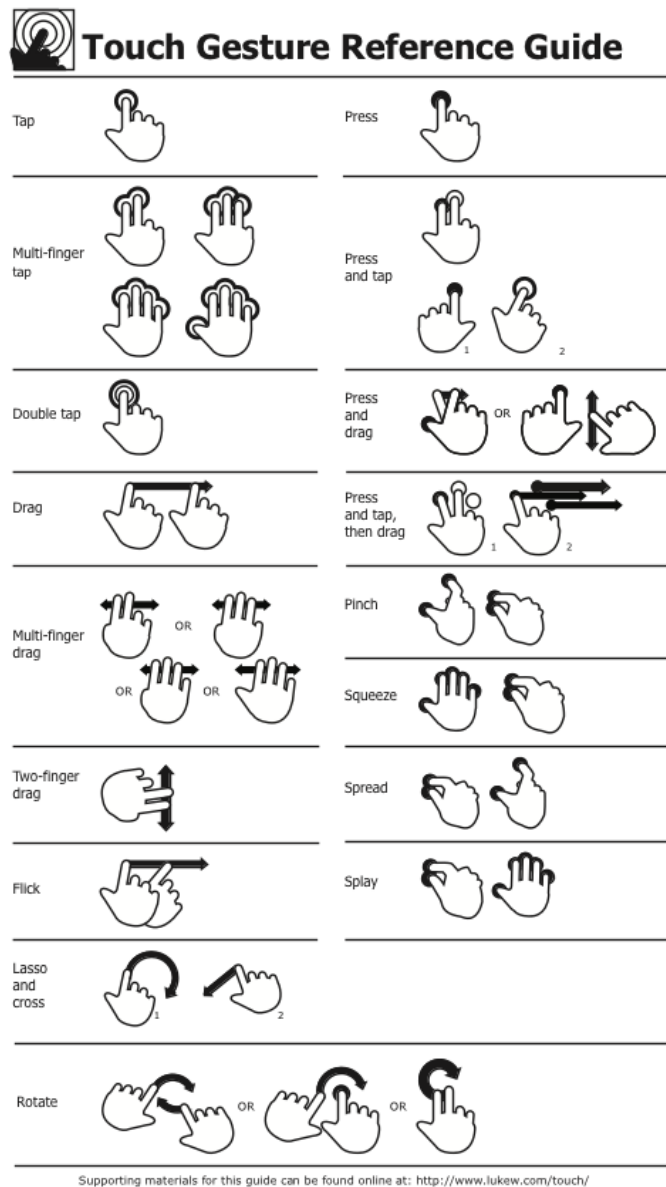 Touch Gesture Reference Guide
Tap
Press
Multi-finger
tap
Press
and tap
1
2
Double tap
Press
and
drag
OR
Drag
Press
and tap,
then drag
1
2
Multi-finger
drag
OR
OR
OR
Pinch
Squeeze
Two-finger
drag
Spread
Flick
Splay
Lasso
and
cross
1
2
Rotate
OR
OR
Supporting materials for this guide can be found online at: http://www.lukew.com/touch/